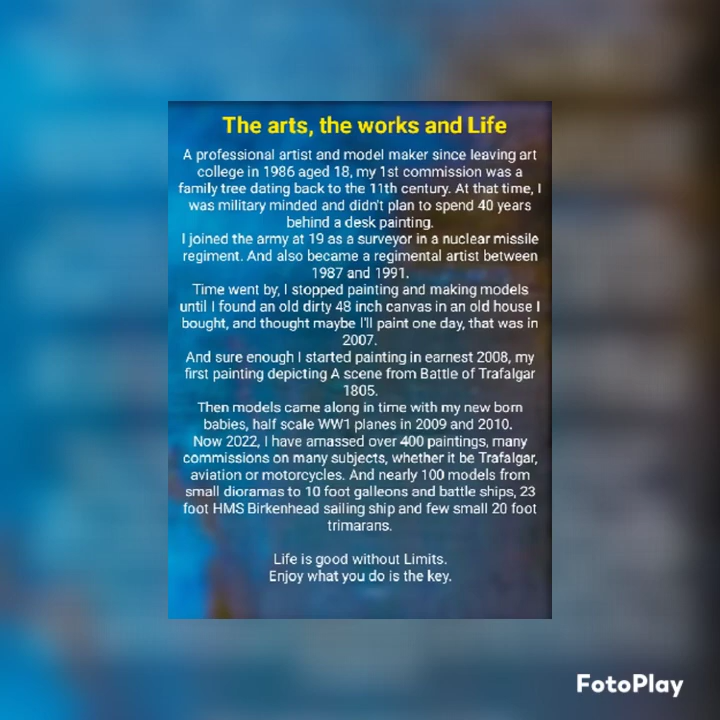 The arts, the works and Life
A professional artist and model maker since leaving art
college in 1986 aged 18, my 1st commission was a
family tree dating back to the 11th century. At that time, I
was military minded and didn't plan to spend 40 years
behind a desk painting.
I joined the army at 19 as a surveyor in a nuclear missile
regiment. And also became a regimental artist between
1987 and 1991.
Time went by, I stopped painting and making models
until I found an old dirty 48 inch canvas in an old house I
bought, and thought maybe I'll paint one day, that was in
2007.
And sure enough I started painting in earnest 2008, my
first painting depicting A scene from Battle of Trafalgar
1805.
Then models came along in time with my new born
babies, half scale WW1 planes in 2009 and 2010.
Now 2022, I have amassed over 400 paintings, many
commissions on many subjects, whether it be Trafalgar,
aviation or motorcycles. And nearly 100 models from
small dioramas to 10 foot galleons and battle ships, 23
foot HMS Birkenhead sailing ship and few small 20 foot
trimarans.
Life is good without Limits.
Enjoy what you do is the key.
FotoPlay